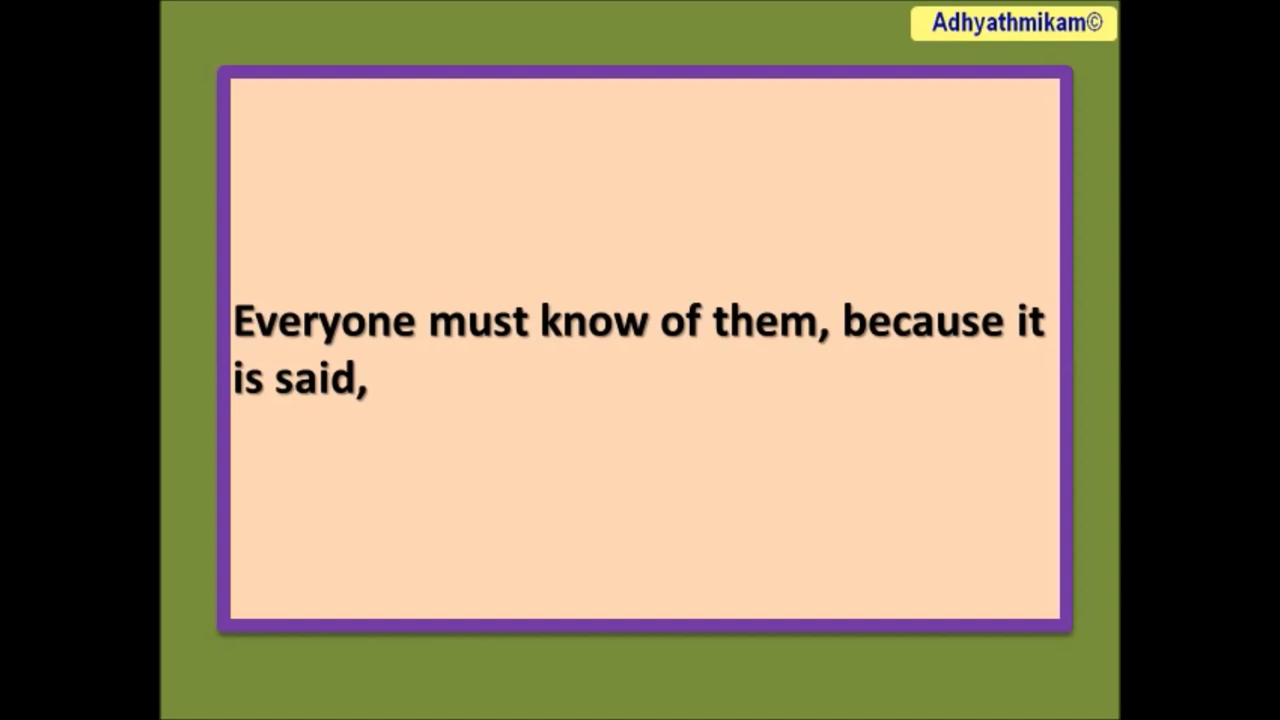 Adhyathmikam©
Everyone must know of them, because it
is said,